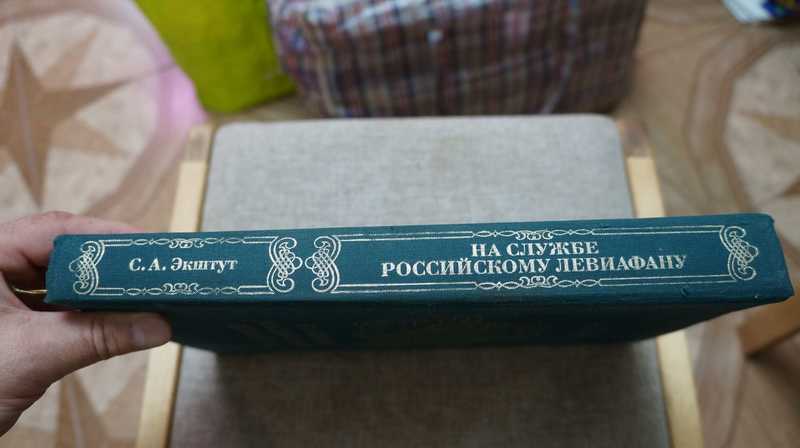 С. А. Экштут
НА СЛУЖБЕ
РОССИЙСКОМУ ЛЕВИАФАНУ